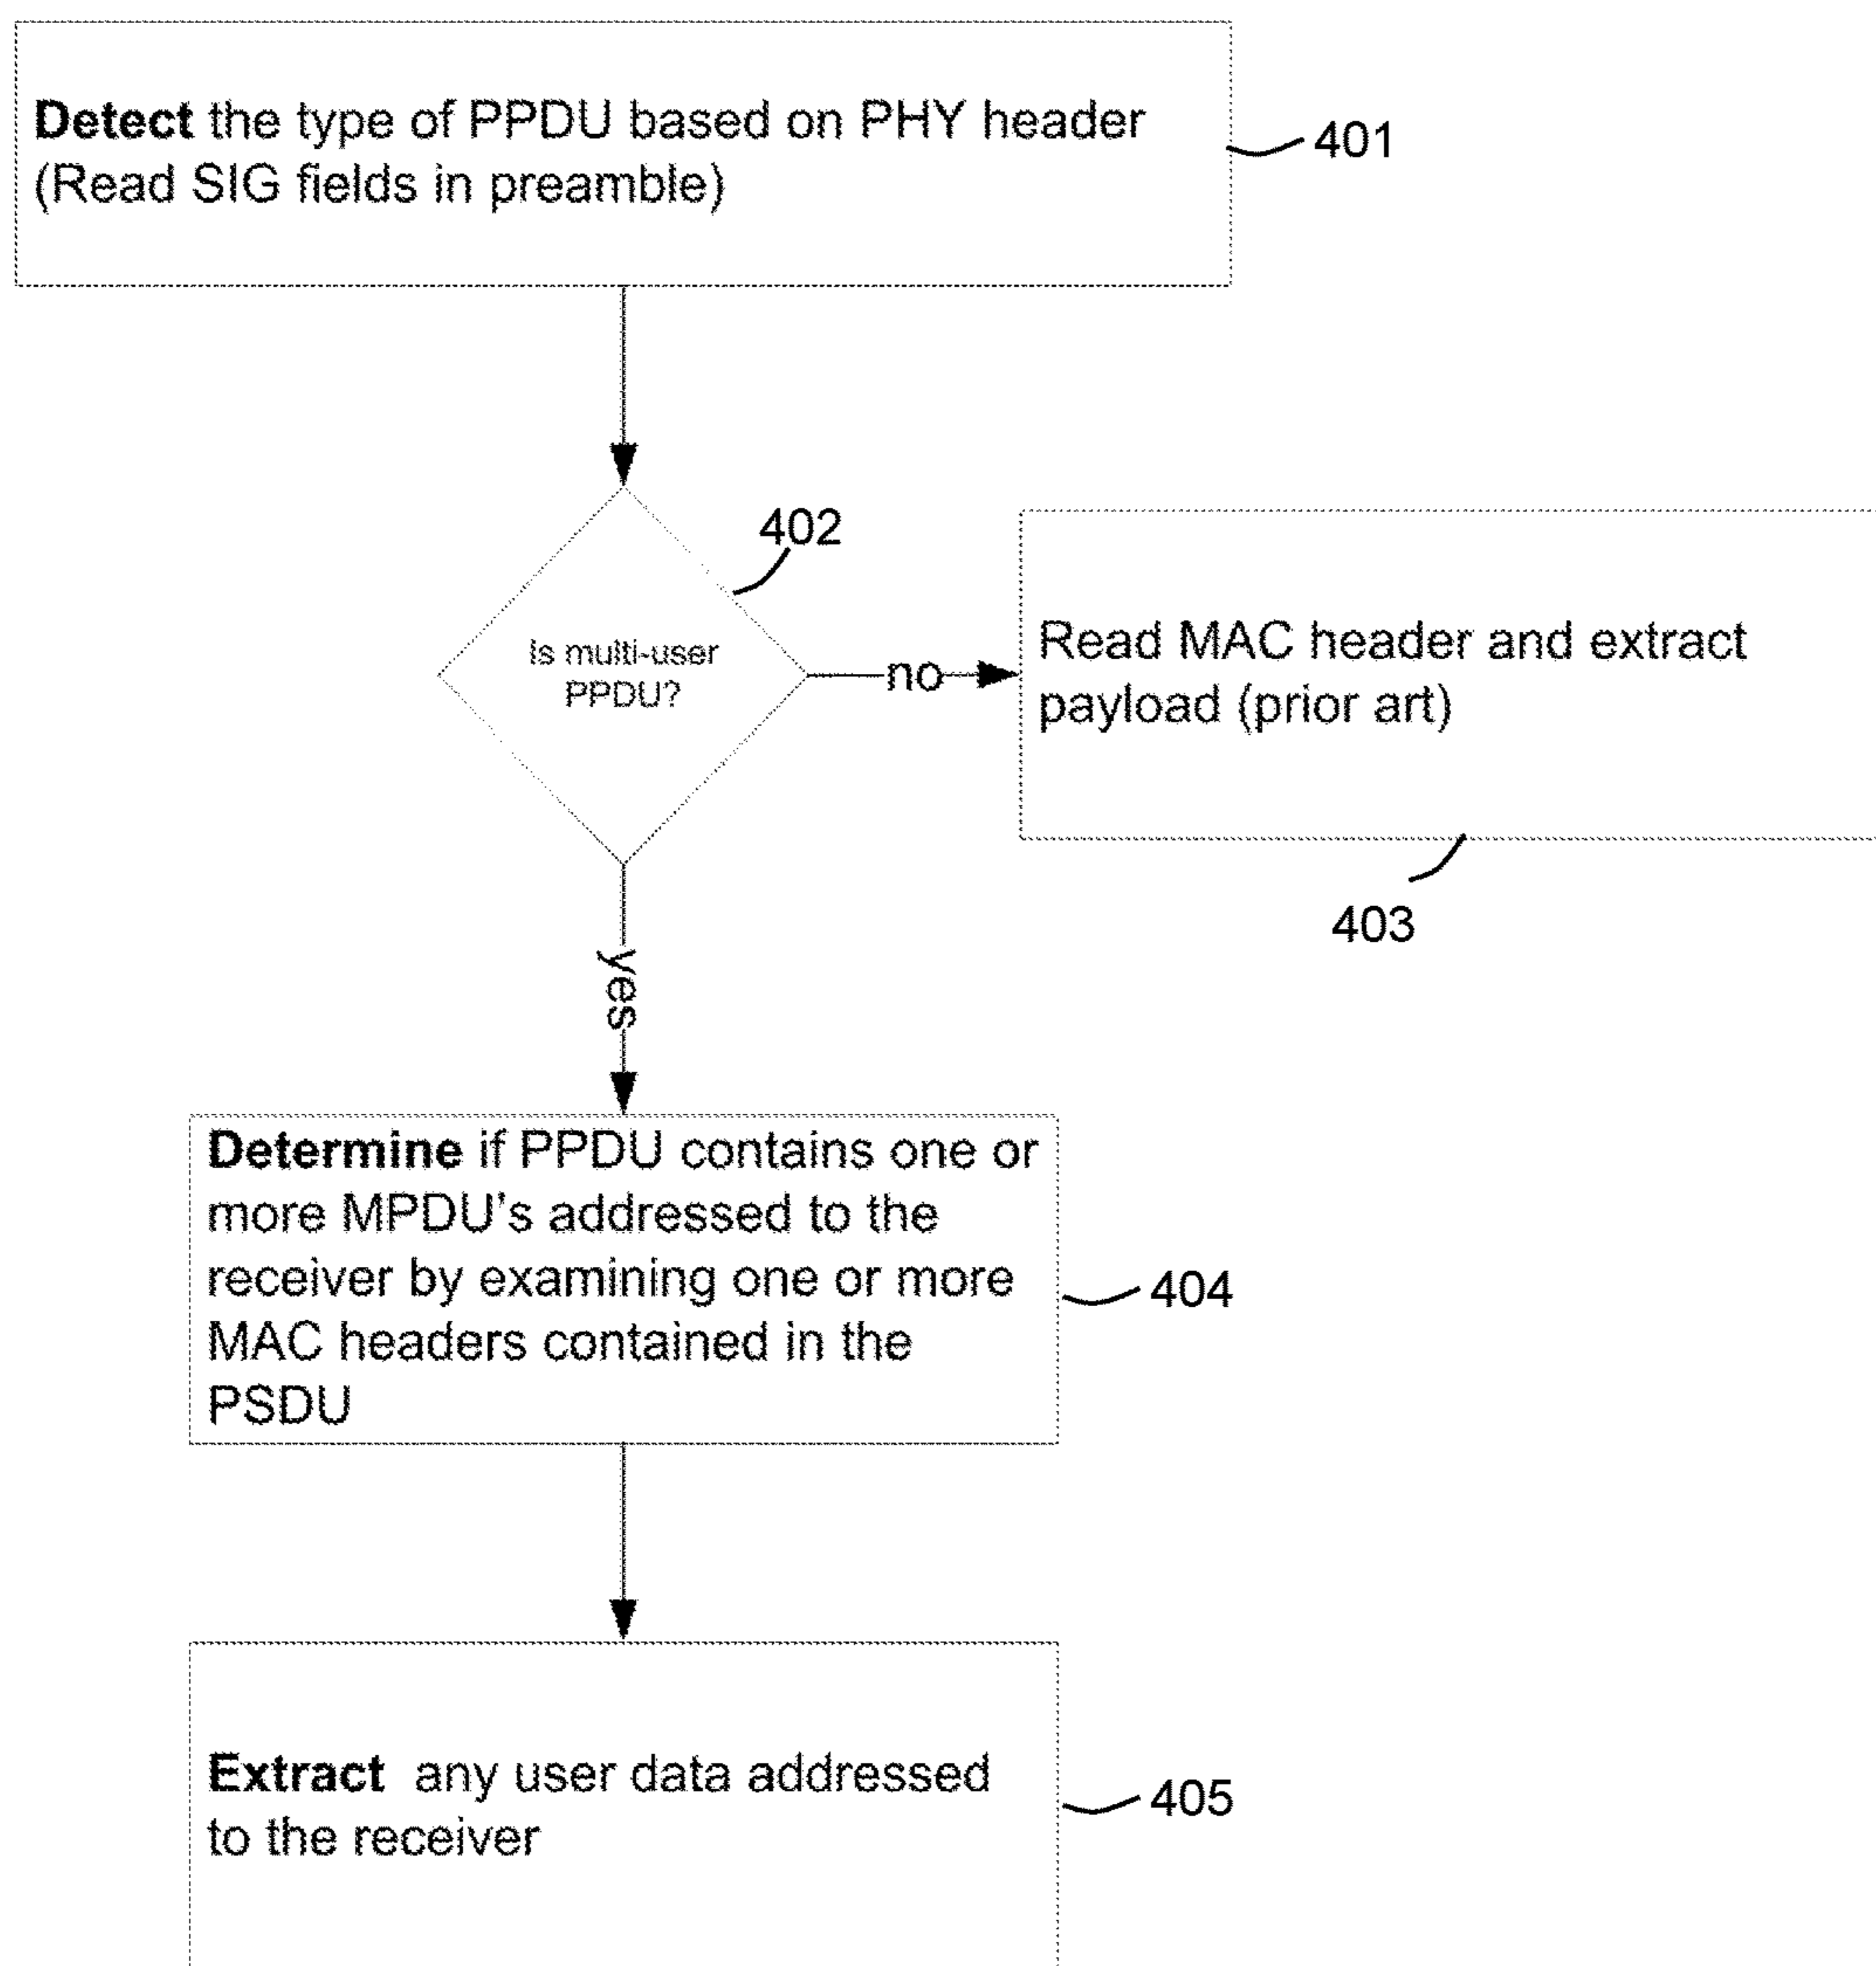 Detect the type of PPDU based on PHY header
(Read SIG fields in preamble)
401
402
Is multi-user
PPDU?
no
Read MAC header and extract
payload (prior art)
403
yes
Determine if PPDU contains one or
more MPDU's addressed to the
receiver by examining one or more
MAC headers contained in the
PSDU
404
Extract any user data addressed
to the receiver
405